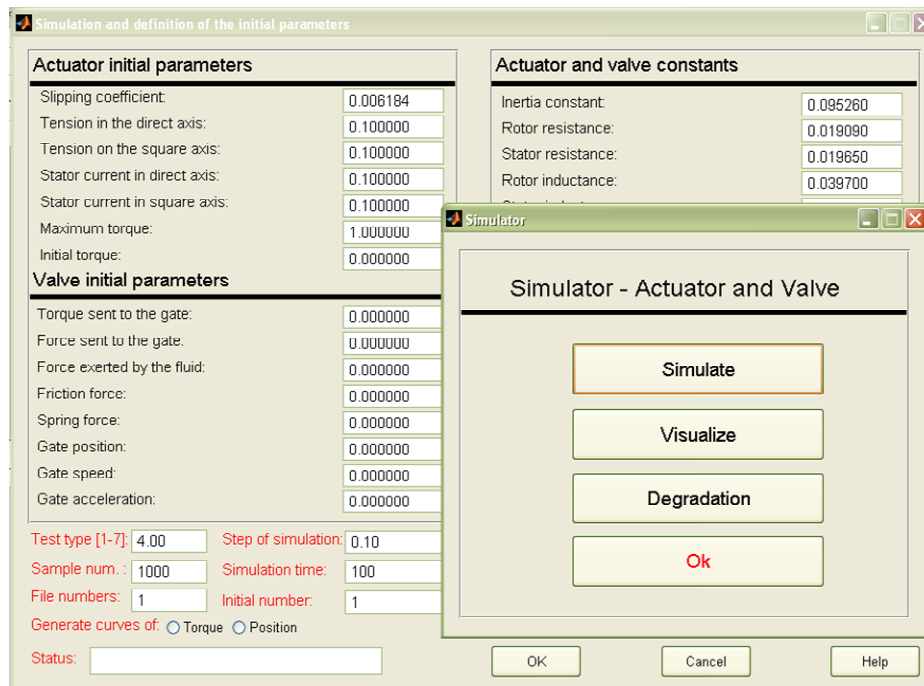 Simulation and definition of the initial parameters
Actuator initial parameters
Slipping coefficient: 0.006184
Tension in the direct axis: 0.100000
Tension on the square axis: 0.100000
Stator current in direct axis: 0.100000
Stator current in square axis: 0.100000
Maximum torque: 1.000000
Initial torque: 0.000000
Valve initial parameters
Torque sent to the gate: 0.000000
Force sent to the gate: 0.000000
Force exerted by the fluid: 0.000000
Friction force: 0.000000
Spring force: 0.000000
Gate position: 0.000000
Gate speed: 0.000000
Gate acceleration: 0.000000
Test type [1-7]: 4.00 Step of simulation: 0.10
Sample num. : 1000 Simulation time: 100
File numbers: 1 Initial number: 1
Generate curves of: Torque Position
Status:
Actuator and valve constants
Inertia constant: 0.095260
Rotor resistance: 0.019090
Stator resistance: 0.019650
Rotor inductance: 0.039700
Simulator
Simulator - Actuator and Valve
Simulate
Visualize
Degradation
Ok
OK Cancel Help